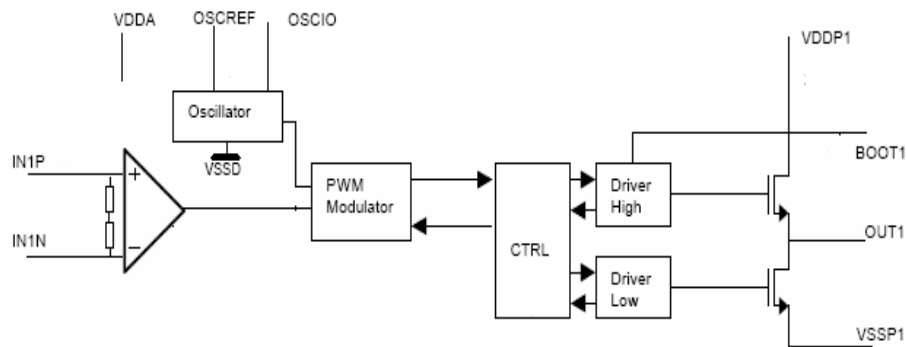 VDDA
OSCREF
OSCIO
VDDP1
Oscillator
BOOT1
VSSD
IN1P
+
PWM
Modulator
Driver
High
OUT1
IN1N
−
CTRL
Driver
Low
VSSP1